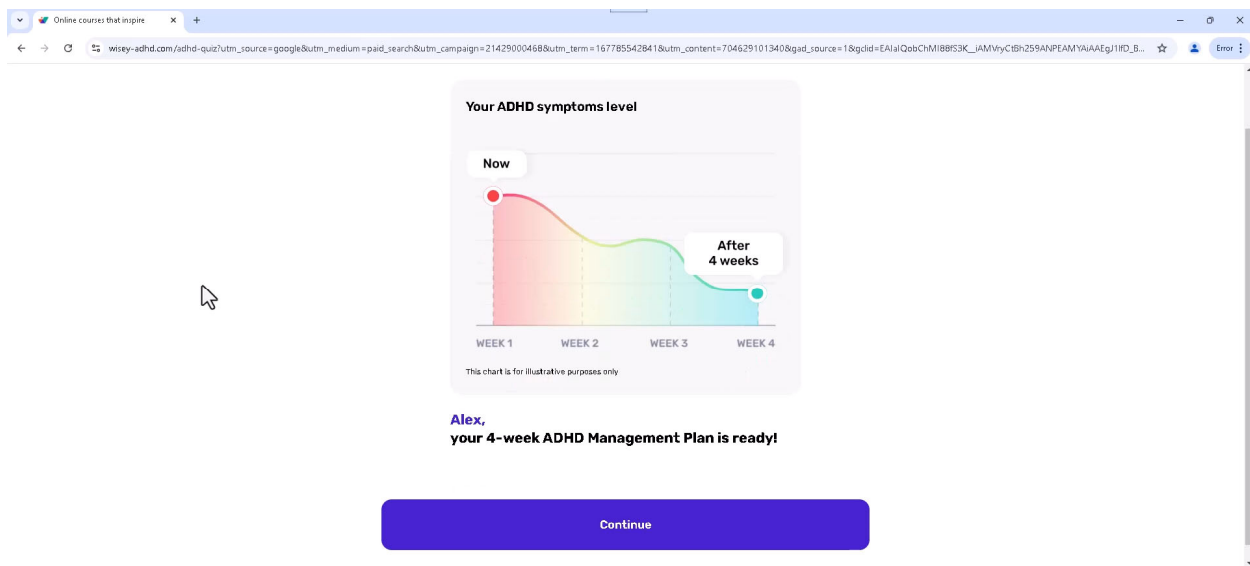 Online courses that inspire
wisey-adhd.com/adhd-quiz?utm_source=google&utm_medium=paid_search&utm_campaign=21429000468&utm_term=167785542841&utm_content=704629101340&gad_source=1&gclid=
Error
Your ADHD symptoms level
Now
After
4 weeks
WEEK 1 WEEK 2 WEEK 3 WEEK 4
This chart is for illustrative purposes only
Alex,
your 4-week ADHD Management Plan is ready!
Continue